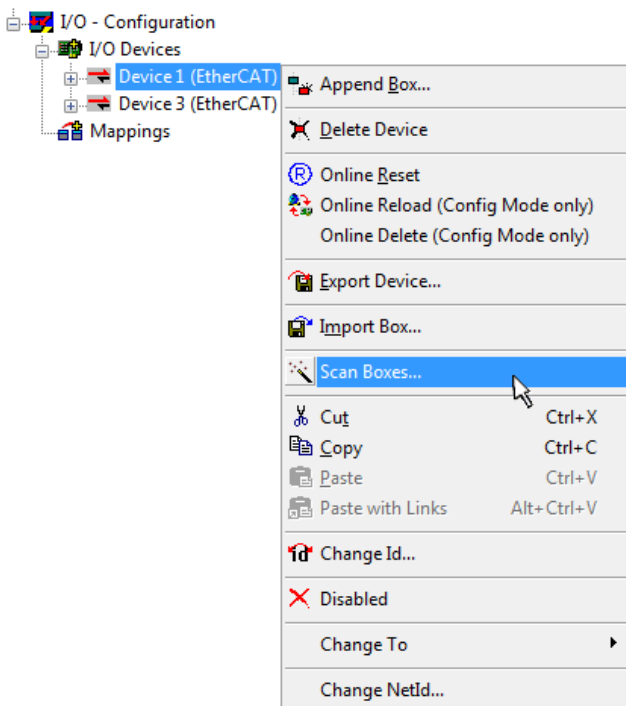 I/O - Configuration
I/O Devices
Device 1 (EtherCAT)
Device 3 (EtherCAT)
Mappings
Append Box...
Delete Device
Online Reset
Online Reload (Config Mode only)
Online Delete (Config Mode only)
Export Device...
Import Box...
Scan Boxes...
Cut Ctrl+X
Copy Ctrl+C
Paste Ctrl+V
Paste with Links Alt+Ctrl+V
Change Id...
Disabled
Change To
Change NetId...